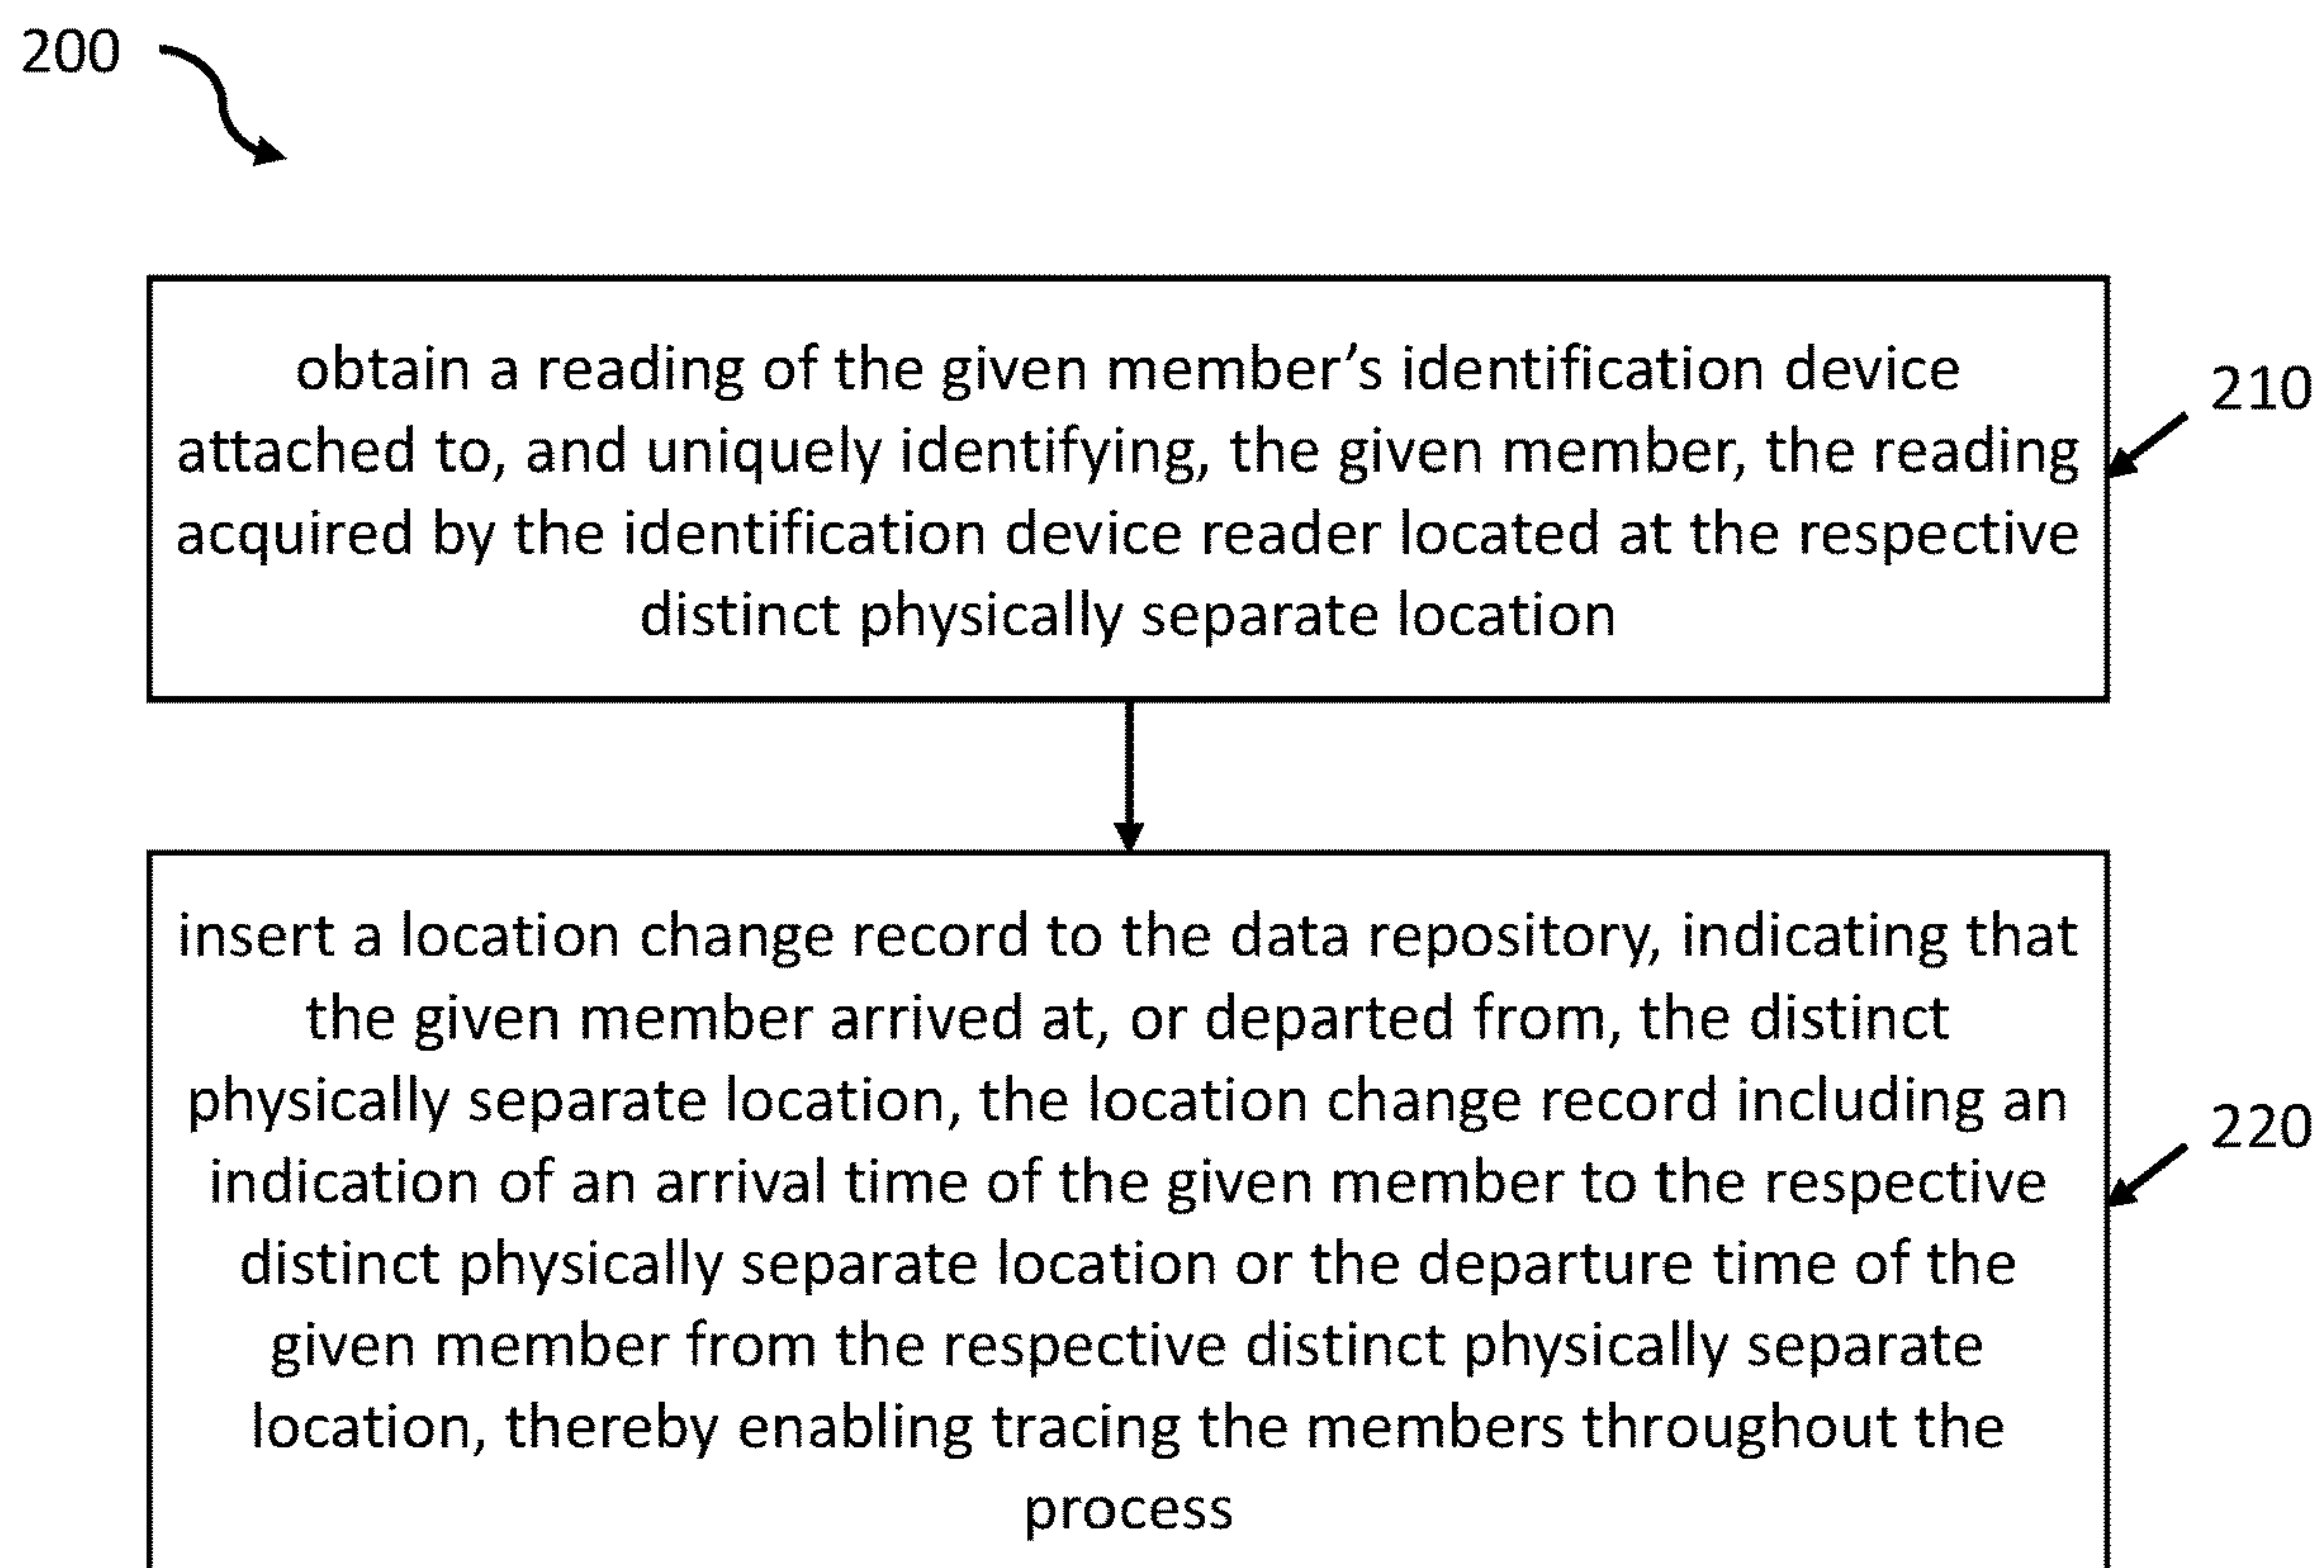 200
obtain a reading of the given member’s identification device
attached to, and uniquely identifying, the given member, the reading
acquired by the identification device reader located at the respective
distinct physically separate location
210
insert a location change record to the data repository, indicating that
the given member arrived at, or departed from, the distinct
physically separate location, the location change record including an
indication of an arrival time of the given member to the respective
distinct physically separate location or the departure time of the
given member from the respective distinct physically separate
location, thereby enabling tracing the members throughout the
process
220